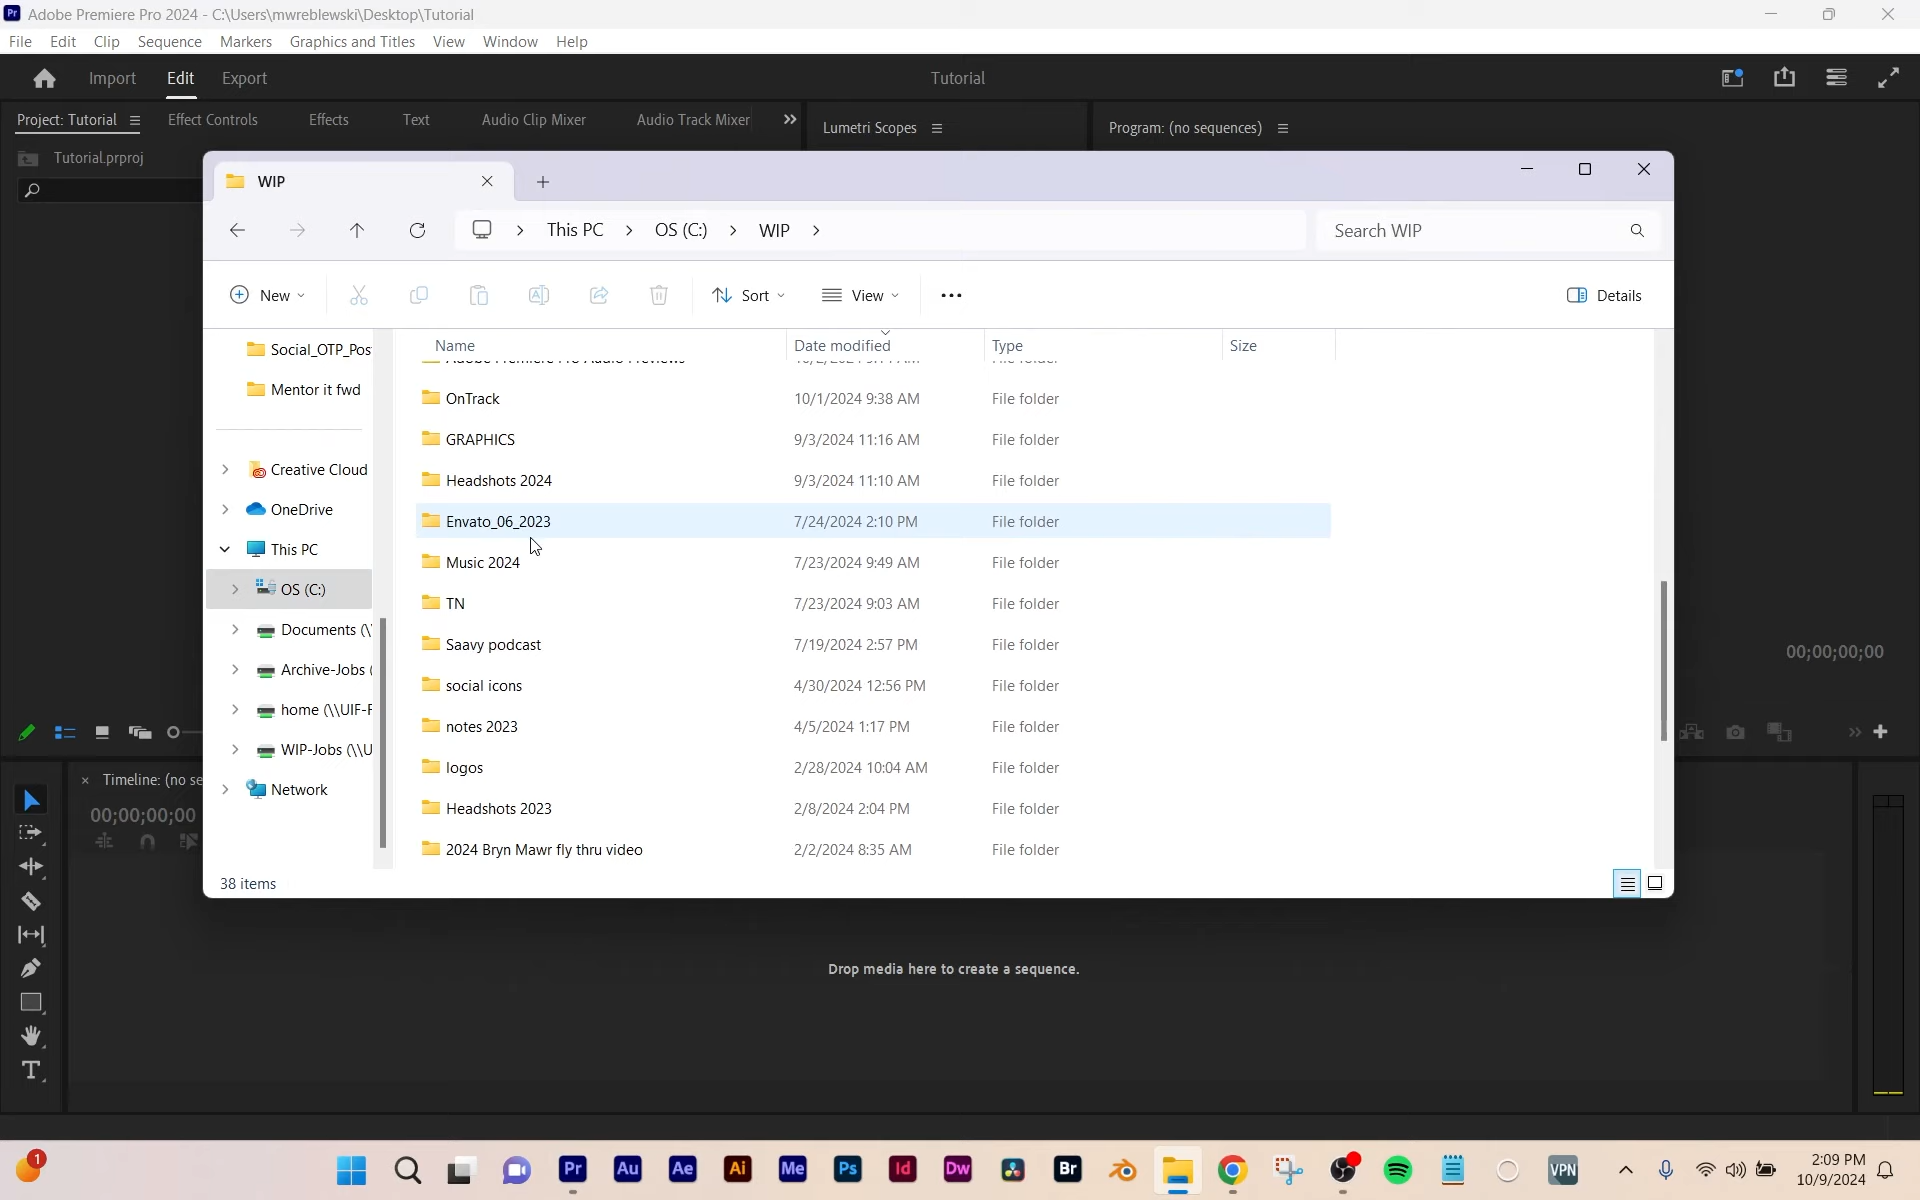 Adobe Premiere Pro 2024 - C:\Users\mwreblewski\Desktop\Tutorial
File Edit Clip Sequence Markers Graphics and Titles View Window Help
Import Edit Export
Tutorial
Project: Tutorial Effect Controls Effects Text Audio Clip Mixer Audio Track Mixer
Lumetri Scopes
Program: (no sequences)
Tutorial.prproj
WIP
This PC > OS (C:) > WIP >
Search WIP
New Sort View Details
Name Date modified Type Size
Social_OTP_Pos
Mentor it fwd
Creative Cloud
OneDrive
This PC
OS (C:)
Documents (\
Archive-Jobs (
home (\\UIF-F
WIP-Jobs (\\U
Network
OnTrack 10/1/2024 9:38 AM File folder
GRAPHICS 9/3/2024 11:16 AM File folder
Headshots 2024 9/3/2024 11:10 AM File folder
Envato_06_2023 7/24/2024 2:10 PM File folder
Music 2024 7/23/2024 9:49 AM File folder
TN 7/23/2024 9:03 AM File folder
Saavy podcast 7/19/2024 2:57 PM File folder
social icons 4/30/2024 12:56 PM File folder
notes 2023 4/5/2024 1:17 PM File folder
logos 2/28/2024 10:04 AM File folder
Headshots 2023 2/8/2024 2:04 PM File folder
2024 Bryn Mawr fly thru video 2/2/2024 8:35 AM File folder
38 items
00;00;00;00
Timeline: (no se
00;00;00;00
Drop media here to create a sequence.
1
Pr Au Ae Ai Me Ps Id Dw Br VPN
2:09 PM
10/9/2024